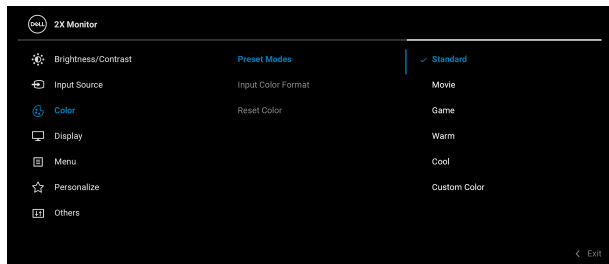 DELL 2X Monitor
Brightness/Contrast Preset Modes Standard
Input Source Input Color Format Movie
Color Reset Color Game
Display Warm
Menu Cool
Personalize Custom Color
Others
Exit